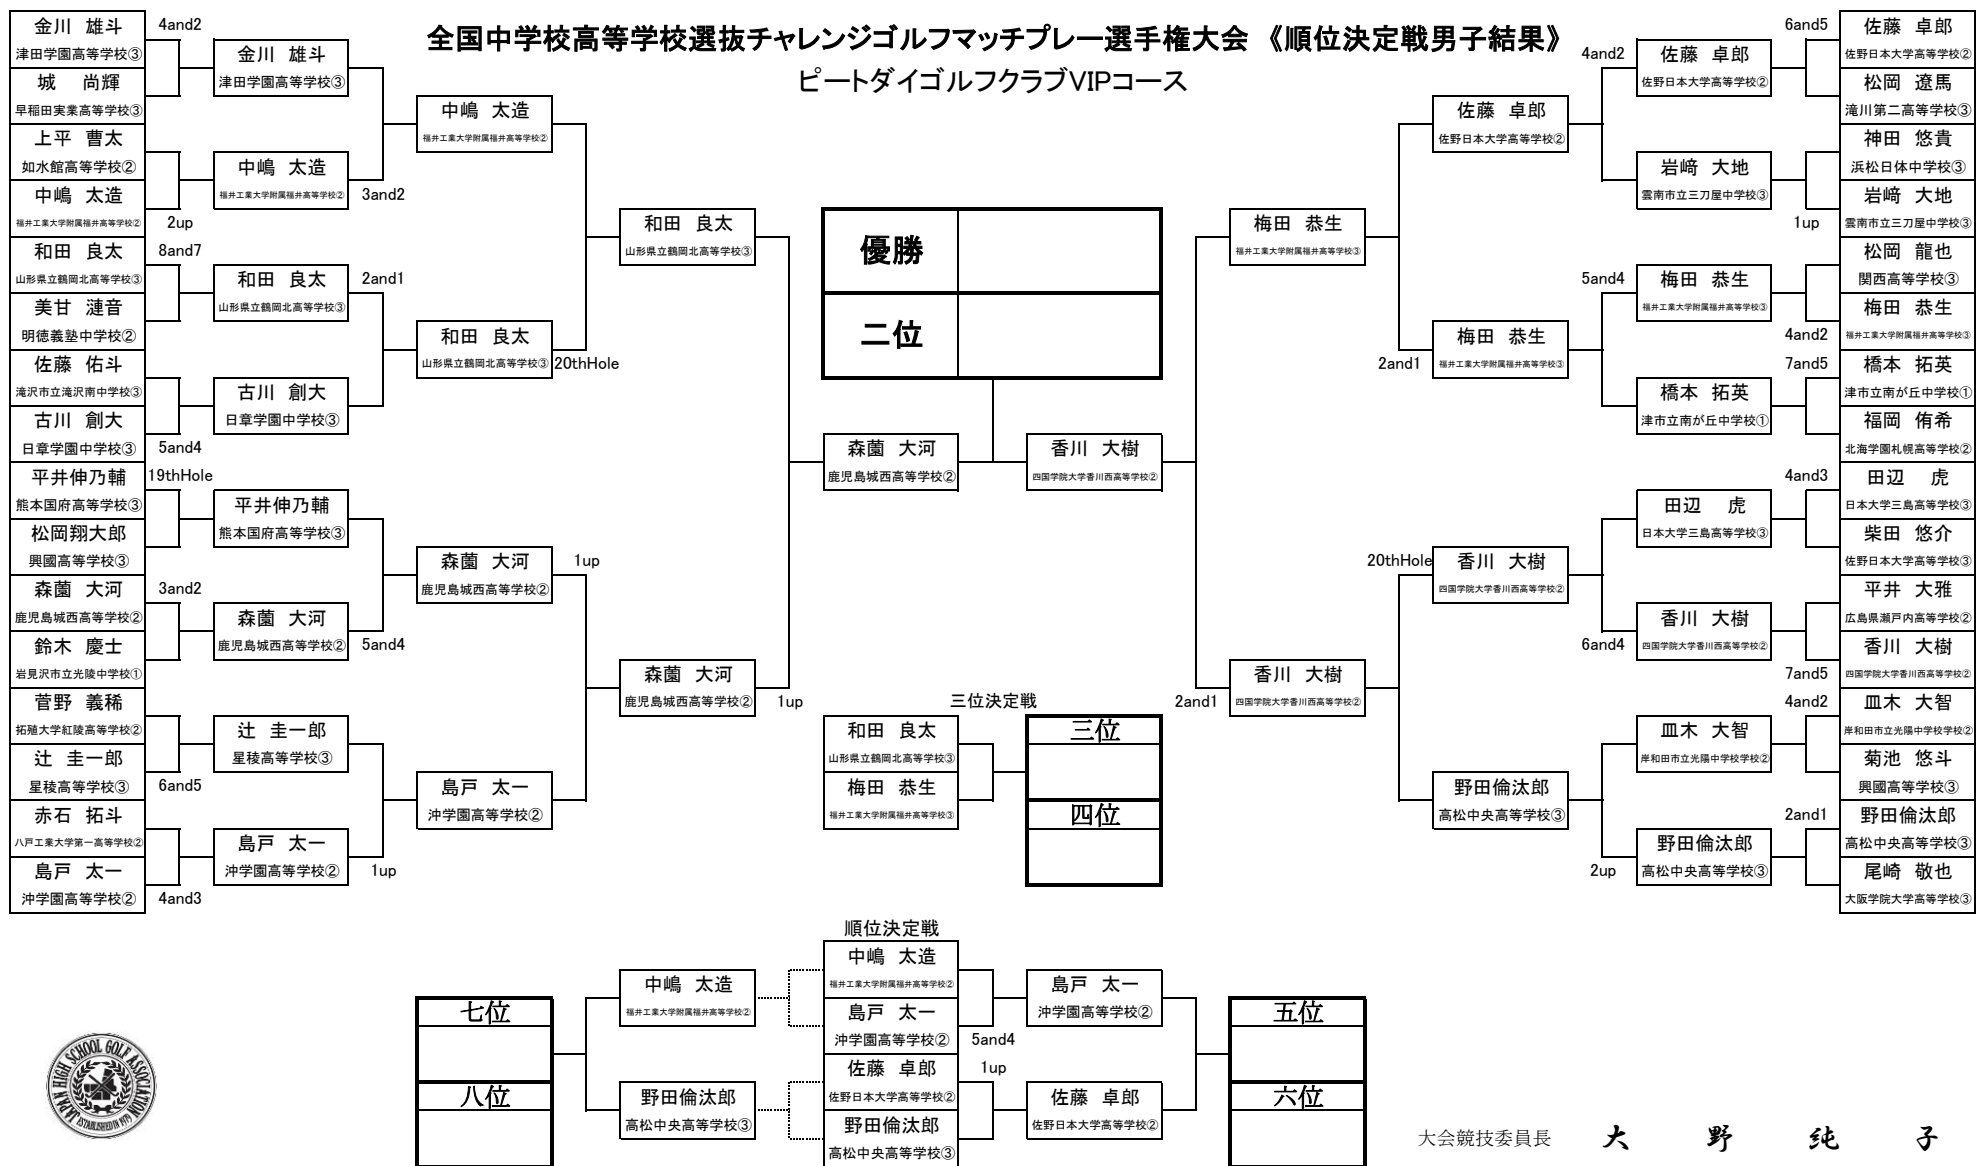 全国中学校高等学校選抜チャレンジゴルフマッチプレー選手権大会 《順位決定戦男子結果》
ピートダイゴルフクラブVIPコース
金川 雄斗
津田学園高等学校③
城 尚輝
早稲田実業高等学校③
上平 曹太
如水館高等学校②
中嶋 太造
福井工業大学附属福井高等学校②
和田 良太
山形県立鶴岡北高等学校③
美甘 漣音
明徳義塾中学校②
佐藤 佑斗
滝沢市立滝沢南中学校③
古川 創大
日章学園中学校③
平井伸乃輔
熊本国府高等学校③
松岡翔大郎
興國高等学校③
森薗 大河
鹿児島城西高等学校②
鈴木 慶士
岩見沢市立光陵中学校①
菅野 義稀
拓殖大学紅陵高等学校②
辻 圭一郎
星稜高等学校③
赤石 拓斗
八戸工業大学第一高等学校②
島戸 太一
沖学園高等学校②
4and2
2up
8and7
5and4
19thHole
3and2
6and5
4and3
金川 雄斗
津田学園高等学校③
中嶋 太造
福井工業大学附属福井高等学校②
和田 良太
山形県立鶴岡北高等学校③
古川 創大
日章学園中学校③
平井伸乃輔
熊本国府高等学校③
森薗 大河
鹿児島城西高等学校②
辻 圭一郎
星稜高等学校③
島戸 太一
沖学園高等学校②
3and2
2and1
5and4
1up
中嶋 太造
福井工業大学附属福井高等学校②
和田 良太
山形県立鶴岡北高等学校③
森薗 大河
鹿児島城西高等学校②
島戸 太一
沖学園高等学校②
20thHole
1up
和田 良太
山形県立鶴岡北高等学校③
森薗 大河
鹿児島城西高等学校②
1up
優勝
二位
森薗 大河
鹿児島城西高等学校②
香川 大樹
四国学院大学香川西高等学校②
三位決定戦
和田 良太
山形県立鶴岡北高等学校③
梅田 恭生
福井工業大学附属福井高等学校③
三位
四位
梅田 恭生
福井工業大学附属福井高等学校③
香川 大樹
四国学院大学香川西高等学校②
2and1
佐藤 卓郎
佐野日本大学高等学校②
梅田 恭生
福井工業大学附属福井高等学校③
香川 大樹
四国学院大学香川西高等学校②
野田倫汰郎
高松中央高等学校③
2and1
20thHole
佐藤 卓郎
佐野日本大学高等学校②
岩﨑 大地
雲南市立三刀屋中学校③
梅田 恭生
福井工業大学附属福井高等学校③
橋本 拓英
津市立南が丘中学校①
田辺 虎
日本大学三島高等学校③
香川 大樹
四国学院大学香川西高等学校②
皿木 大智
岸和田市立光陽中学校学校②
野田倫汰郎
高松中央高等学校③
4and2
5and4
6and4
2up
6and5
1up
4and2
7and5
4and3
7and5
4and2
2and1
佐藤 卓郎
佐野日本大学高等学校②
松岡 遼馬
滝川第二高等学校③
神田 悠貴
浜松日体中学校③
岩﨑 大地
雲南市立三刀屋中学校③
松岡 龍也
関西高等学校③
梅田 恭生
福井工業大学附属福井高等学校③
橋本 拓英
津市立南が丘中学校①
福岡 侑希
北海学園札幌高等学校②
田辺 虎
日本大学三島高等学校③
柴田 悠介
佐野日本大学高等学校③
平井 大雅
広島県瀬戸内高等学校②
香川 大樹
四国学院大学香川西高等学校②
皿木 大智
岸和田市立光陽中学校学校②
菊池 悠斗
興國高等学校③
野田倫汰郎
高松中央高等学校③
尾崎 敬也
大阪学院大学高等学校③
順位決定戦
中嶋 太造
福井工業大学附属福井高等学校②
島戸 太一
沖学園高等学校②
佐藤 卓郎
佐野日本大学高等学校②
野田倫汰郎
高松中央高等学校③
5and4
1up
七位
八位
中嶋 太造
福井工業大学附属福井高等学校②
野田倫汰郎
高松中央高等学校③
島戸 太一
沖学園高等学校②
佐藤 卓郎
佐野日本大学高等学校②
五位
六位
JAPAN HIGH SCHOOL GOLF ASSOCIATION
ESTABLISHED IN 1979
大会競技委員長 大 野 純 子